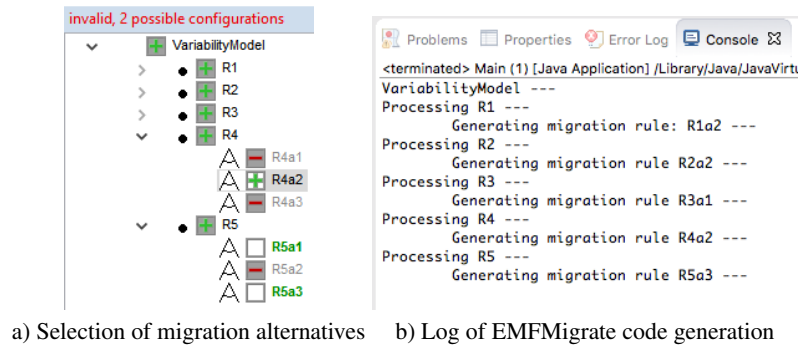 invalid, 2 possible configurations
VariabilityModel
R1
R2
R3
R4
R4a1
R4a2
R4a3
R5
R5a1
R5a2
R5a3
Problems Properties Error Log Console
<terminated> Main (1) [Java Application] /Library/Java/JavaVirtu
VariabilityModel ---
Processing R1 ---
Generating migration rule: R1a2 ---
Processing R2 ---
Generating migration rule R2a2 ---
Processing R3 ---
Generating migration rule R3a1 ---
Processing R4 ---
Generating migration rule R4a2 ---
Processing R5 ---
Generating migration rule R5a3 ---
a) Selection of migration alternatives b) Log of EMFMigrate code generation